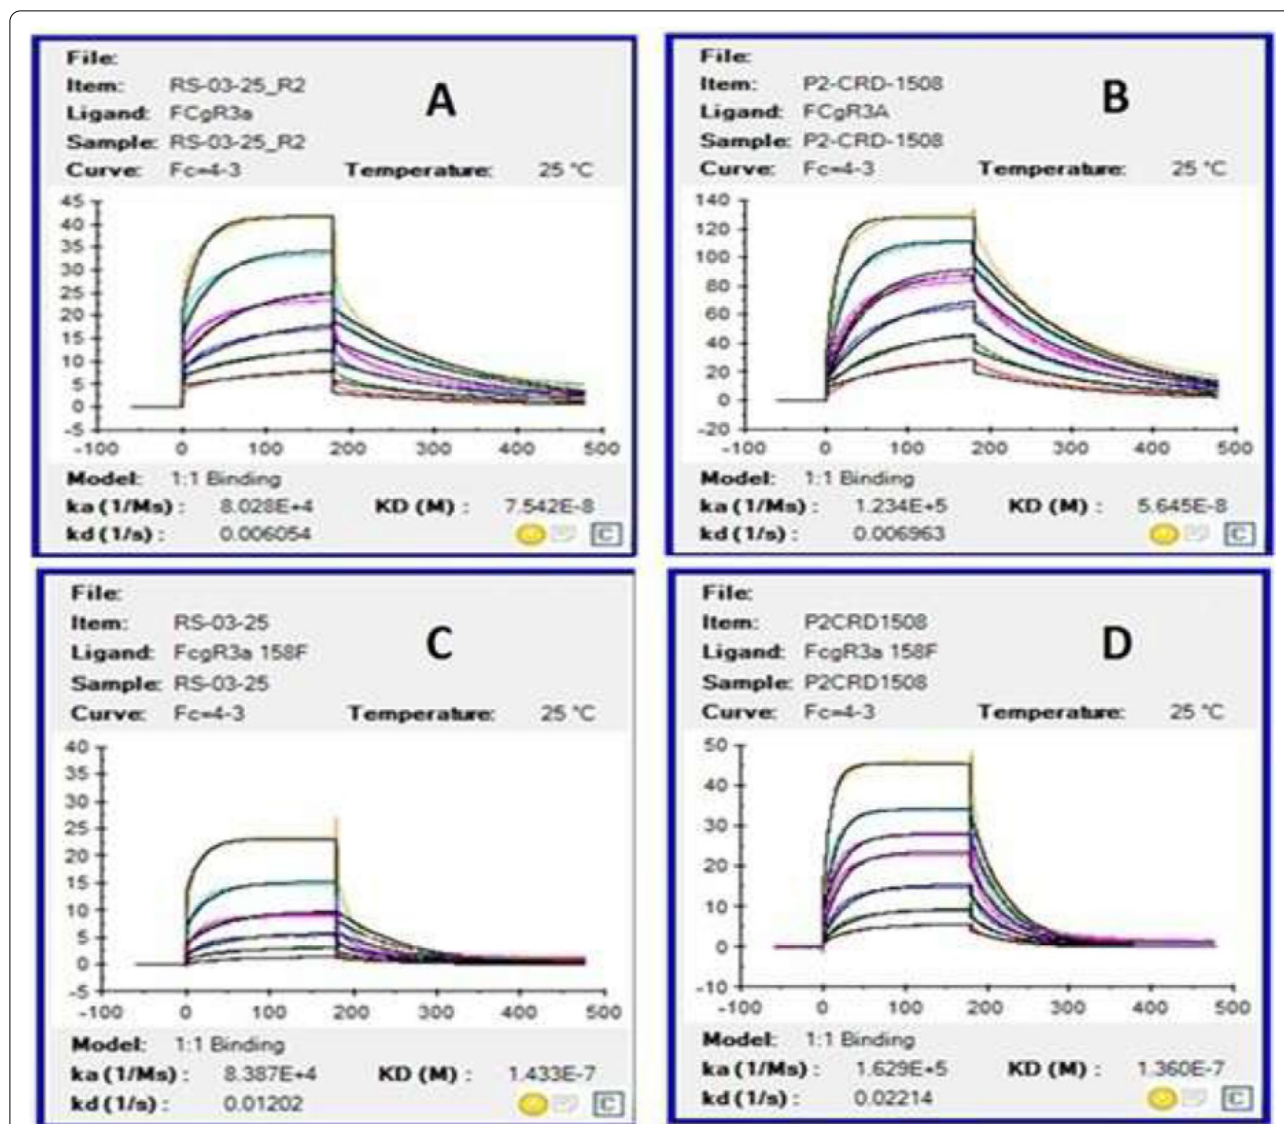 A
File:
Item: RS-03-25_R2
Ligand: FCgR3a
Sample: RS-03-25_R2
Curve: Fc=4-3 Temperature: 25 °C
45
40
35
30
25
20
15
10
5
0
-5
-100 0 100 200 300 400 500
Model: 1:1 Binding
ka (1/Ms) : 8.028E+4 KD (M) : 7.542E-8
kd (1/s) : 0.006054
C
B
File:
Item: P2-CRD-1508
Ligand: FCgR3A
Sample: P2-CRD-1508
Curve: Fc=4-3 Temperature: 25 °C
140
120
100
80
60
40
20
0
-20
-100 0 100 200 300 400 500
Model: 1:1 Binding
ka (1/Ms) : 1.234E+5 KD (M) : 5.645E-8
kd (1/s) : 0.006963
C
C
File:
Item: RS-03-25
Ligand: FcgR3a 158F
Sample: RS-03-25
Curve: Fc=4-3 Temperature: 25 °C
40
35
30
25
20
15
10
5
0
-5
-100 0 100 200 300 400 500
Model: 1:1 Binding
ka (1/Ms) : 8.387E+4 KD (M) : 1.433E-7
kd (1/s) : 0.01202
C
D
File:
Item: P2CRD1508
Ligand: FcgR3a 158F
Sample: P2CRD1508
Curve: Fc=4-3 Temperature: 25 °C
50
40
30
20
10
0
-10
-100 0 100 200 300 400 500
Model: 1:1 Binding
ka (1/Ms) : 1.629E+5 KD (M) : 1.360E-7
kd (1/s) : 0.02214
C